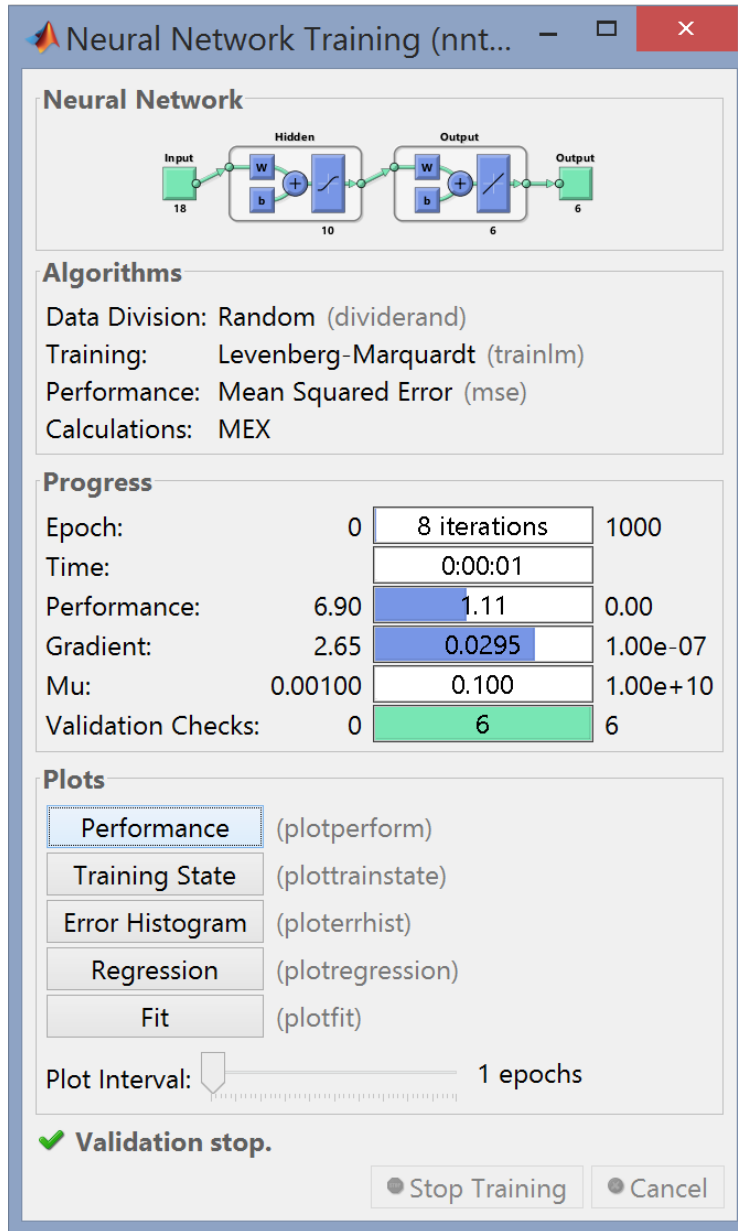 Neural Network Training (nnt...
Neural Network
Hidden Output
Input Output
W W
b b
18 10 6 6
Algorithms
Data Division: Random (dividerand)
Training: Levenberg-Marquardt (trainlm)
Performance: Mean Squared Error (mse)
Calculations: MEX
Progress
Epoch: 0 8 iterations 1000
Time: 0:00:01
Performance: 6.90 1.11 0.00
Gradient: 2.65 0.0295 1.00e-07
Mu: 0.00100 0.100 1.00e+10
Validation Checks: 0 6 6
Plots
Performance (plotperform)
Training State (plottrainstate)
Error Histogram (ploterrhist)
Regression (plotregression)
Fit (plotfit)
Plot Interval: 1 epochs
Validation stop.
Stop Training Cancel